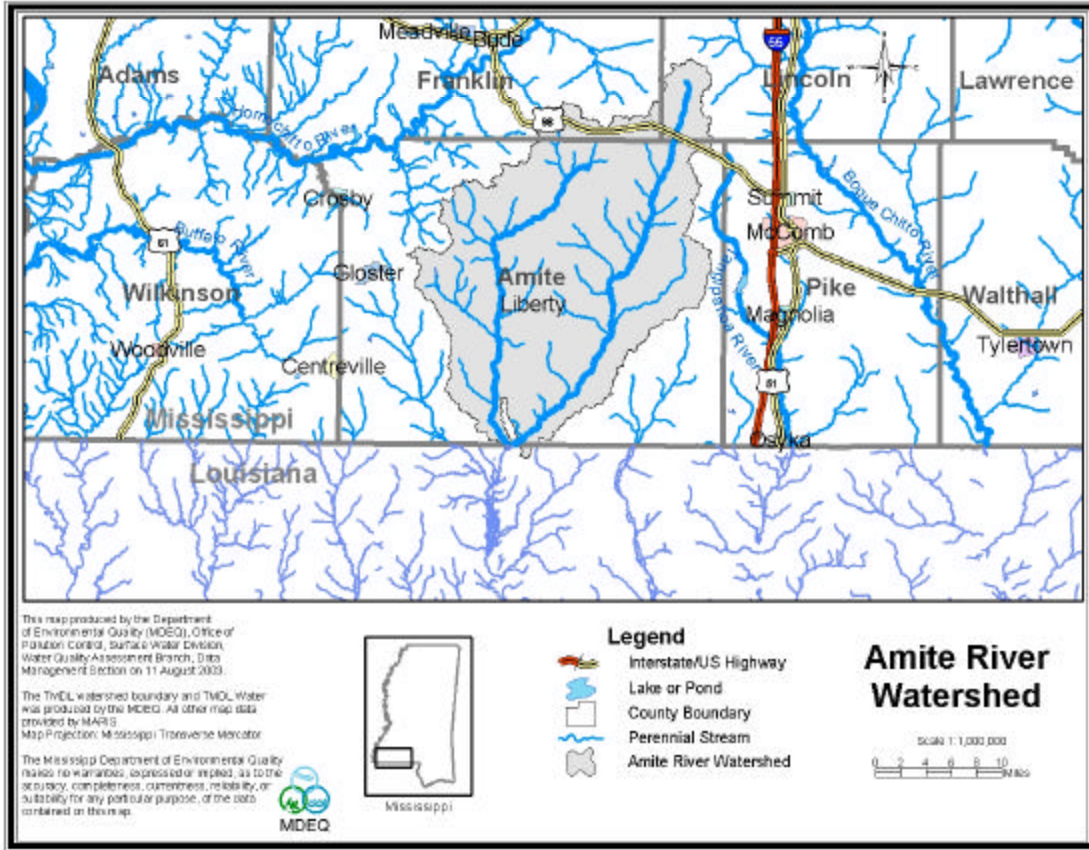 Meadville
Bude
55
Adams
Franklin
Lincoln
Lawrence
Homochitto River
98
Crosby
Summit
Bogue Chitto River
McComb
61
Buffalo River
Gloster
Amite
Liberty
Tangipahoa River
Pike
Wilkinson
Walthall
Magnolia
Woodville
Tylertown
Centreville
51
Mississippi
Osyka
Louisiana
This map produced by the Department
of Environmental Quality (MDEQ), Office of
Pollution Control, Surface Water Division,
Water Quality Assessment Branch, Data
Management Section on 11 August 2003.
The TMDL watershed boundary and TMDL Water
was produced by the MDEQ. All other map data
provided by MARIS
Map Projection: Mississippi Transverse Mercator
The Mississippi Department of Environmental Quality
makes no warranties, expressed or implied, as to the
accuracy, completeness, currentness, reliability, or
suitability for any particular purpose, of the data
contained on this map.
MDEQ
Mississippi
Legend
Interstate/US Highway
Lake or Pond
County Boundary
Perennial Stream
Amite River Watershed
Amite River
Watershed
Scale 1:1,000,000
0 2 4 6 8 10
Miles